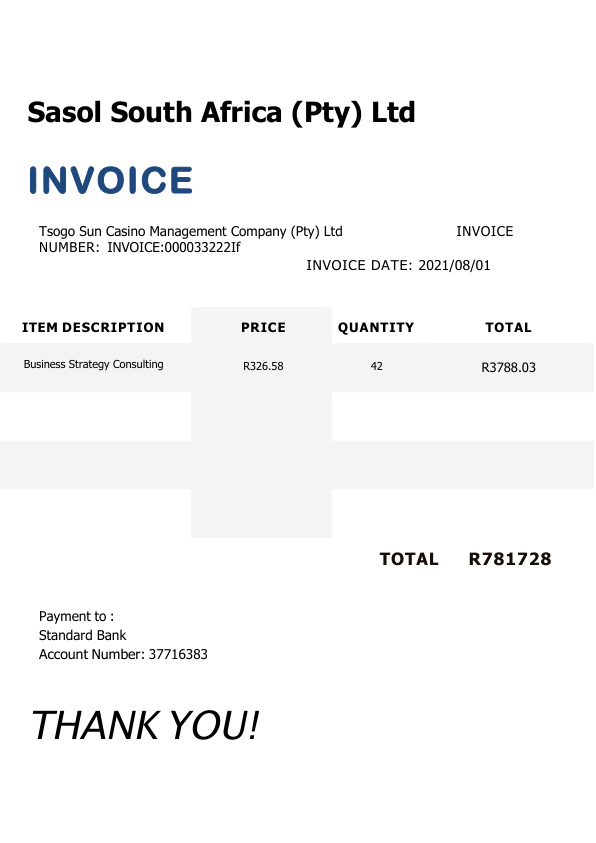 Sasol South Africa (Pty) Ltd
INVOICE
Tsogo Sun Casino Management Company (Pty) Ltd INVOICE
NUMBER: INVOICE:000033222If
INVOICE DATE: 2021/08/01
ITEM DESCRIPTION PRICE QUANTITY TOTAL
Business Strategy Consulting R326.58 42 R3788.03
TOTAL R781728
Payment to :
Standard Bank
Account Number: 37716383
THANK YOU!